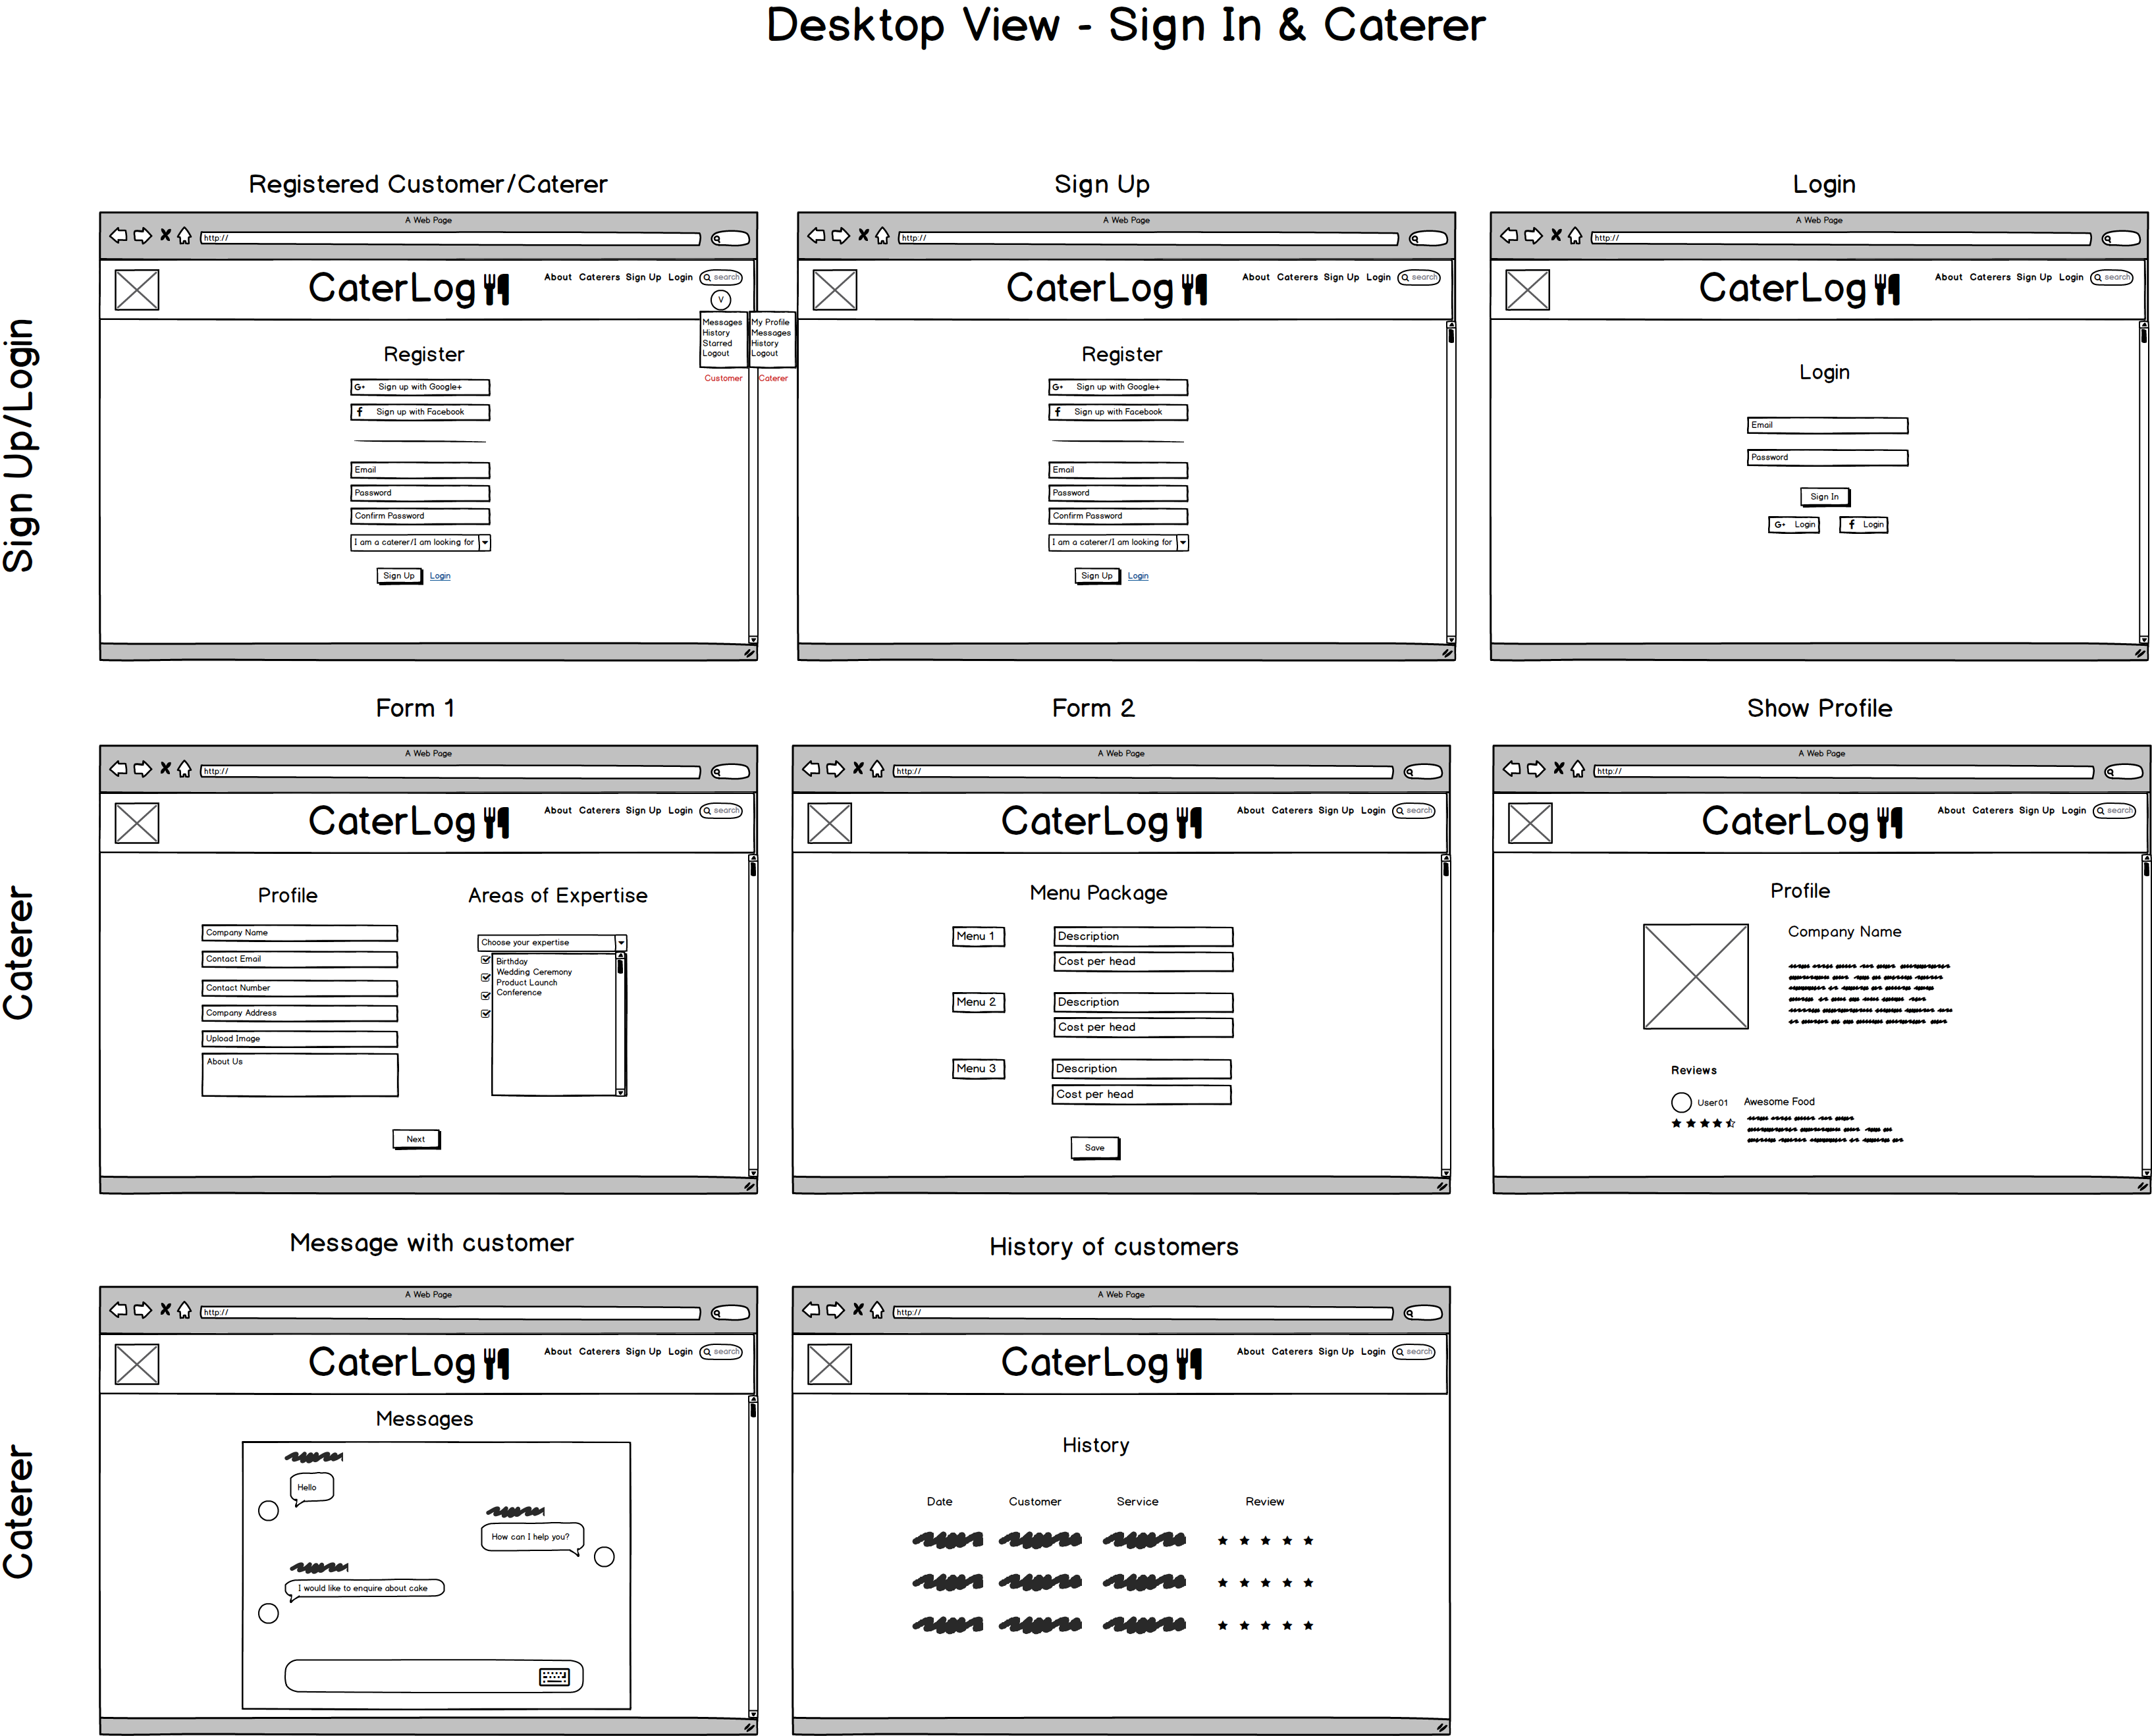 Desktop View - Sign In & Caterer
Sign Up/Login
Registered Customer/Caterer
A Web Page
http://
CaterLog
About Caterers Sign Up Login search
V
Messages
History
Starred
Logout
Customer
My Profile
Messages
History
Logout
Caterer
Register
G+ Sign up with Google+
f Sign up with Facebook
Email
Password
Confirm Password
I am a caterer/I am looking for
Sign Up Login
Sign Up
A Web Page
http://
CaterLog
About Caterers Sign Up Login search
Register
G+ Sign up with Google+
f Sign up with Facebook
Email
Password
Confirm Password
I am a caterer/I am looking for
Sign Up Login
Login
A Web Page
http://
CaterLog
About Caterers Sign Up Login search
Login
Email
Password
Sign In
G+ Login f Login
Caterer
Form 1
A Web Page
http://
CaterLog
About Caterers Sign Up Login search
Profile
Company Name
Contact Email
Contact Number
Company Address
Upload Image
About Us
Areas of Expertise
Choose your expertise
Birthday
Wedding Ceremony
Product Launch
Conference
Next
Form 2
A Web Page
http://
CaterLog
About Caterers Sign Up Login search
Menu Package
Menu 1 Description
Cost per head
Menu 2 Description
Cost per head
Menu 3 Description
Cost per head
Save
Show Profile
A Web Page
http://
CaterLog
About Caterers Sign Up Login search
Profile
Company Name
Reviews
User01 Awesome Food
Caterer
Message with customer
A Web Page
http://
CaterLog
About Caterers Sign Up Login search
Messages
Hello
How can I help you?
I would like to enquire about cake
History of customers
A Web Page
http://
CaterLog
About Caterers Sign Up Login search
History
Date Customer Service Review